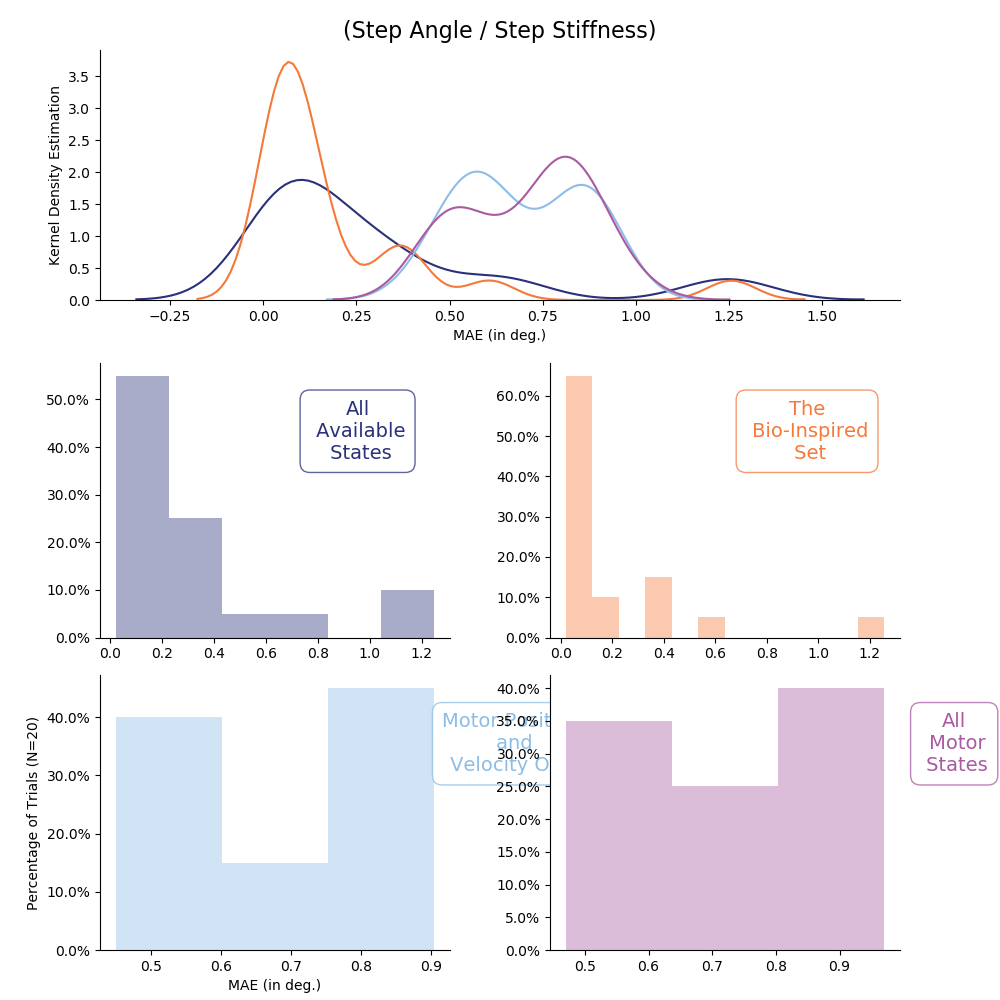 (Step Angle / Step Stiffness)
Kernel Density Estimation
3.5
3.0
2.5
2.0
1.5
1.0
0.5
0.0
−0.25 0.00 0.25 0.50 0.75 1.00 1.25 1.50
MAE (in deg.)
50.0%
40.0%
30.0%
20.0%
10.0%
0.0%
0.0 0.2 0.4 0.6 0.8 1.0 1.2
All
Available
States
60.0%
50.0%
40.0%
30.0%
20.0%
10.0%
0.0%
0.0 0.2 0.4 0.6 0.8 1.0 1.2
The
Bio-Inspired
Set
Percentage of Trials (N=20)
40.0%
30.0%
20.0%
10.0%
0.0%
0.5 0.6 0.7 0.8 0.9
MAE (in deg.)
Motor
and
Velocity
40.0%
35.0%
30.0%
25.0%
20.0%
15.0%
10.0%
5.0%
0.0%
0.5 0.6 0.7 0.8 0.9
All
Motor
States